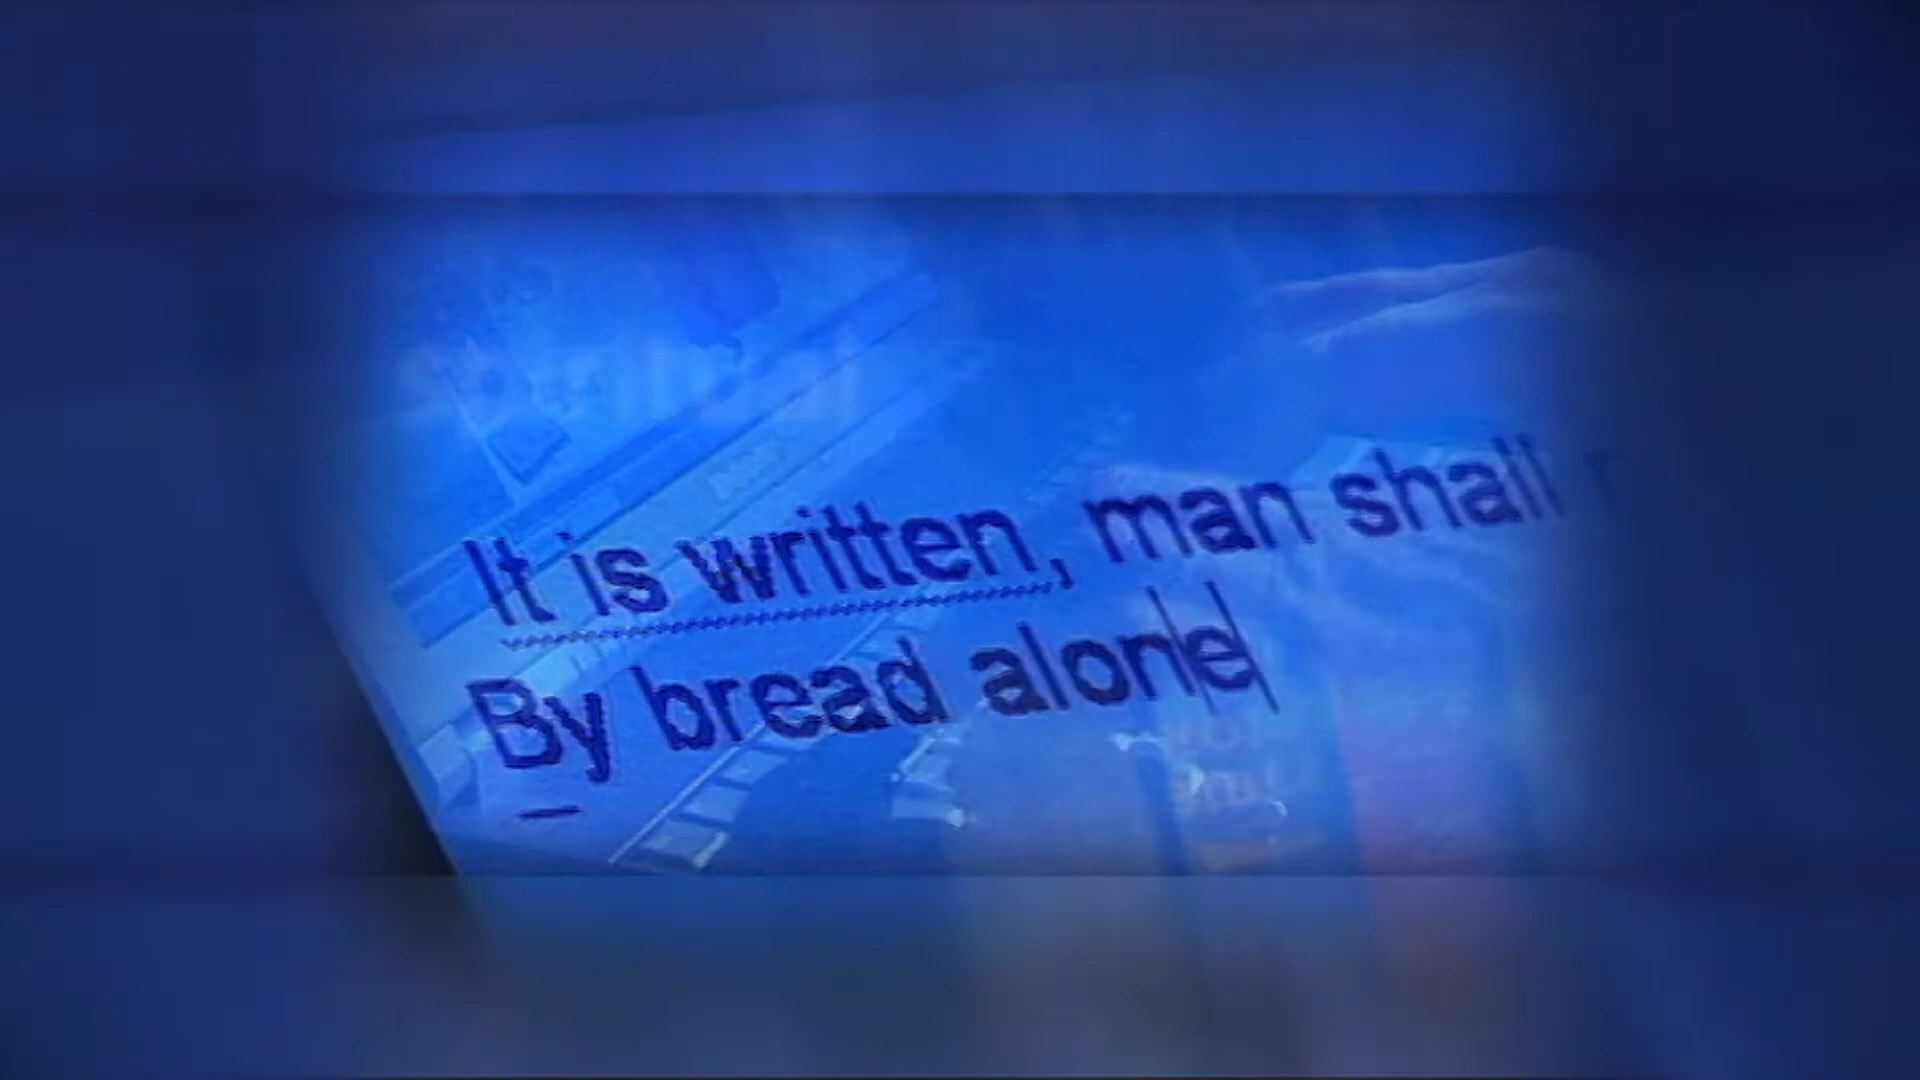 It is written, man shall
By bread alone